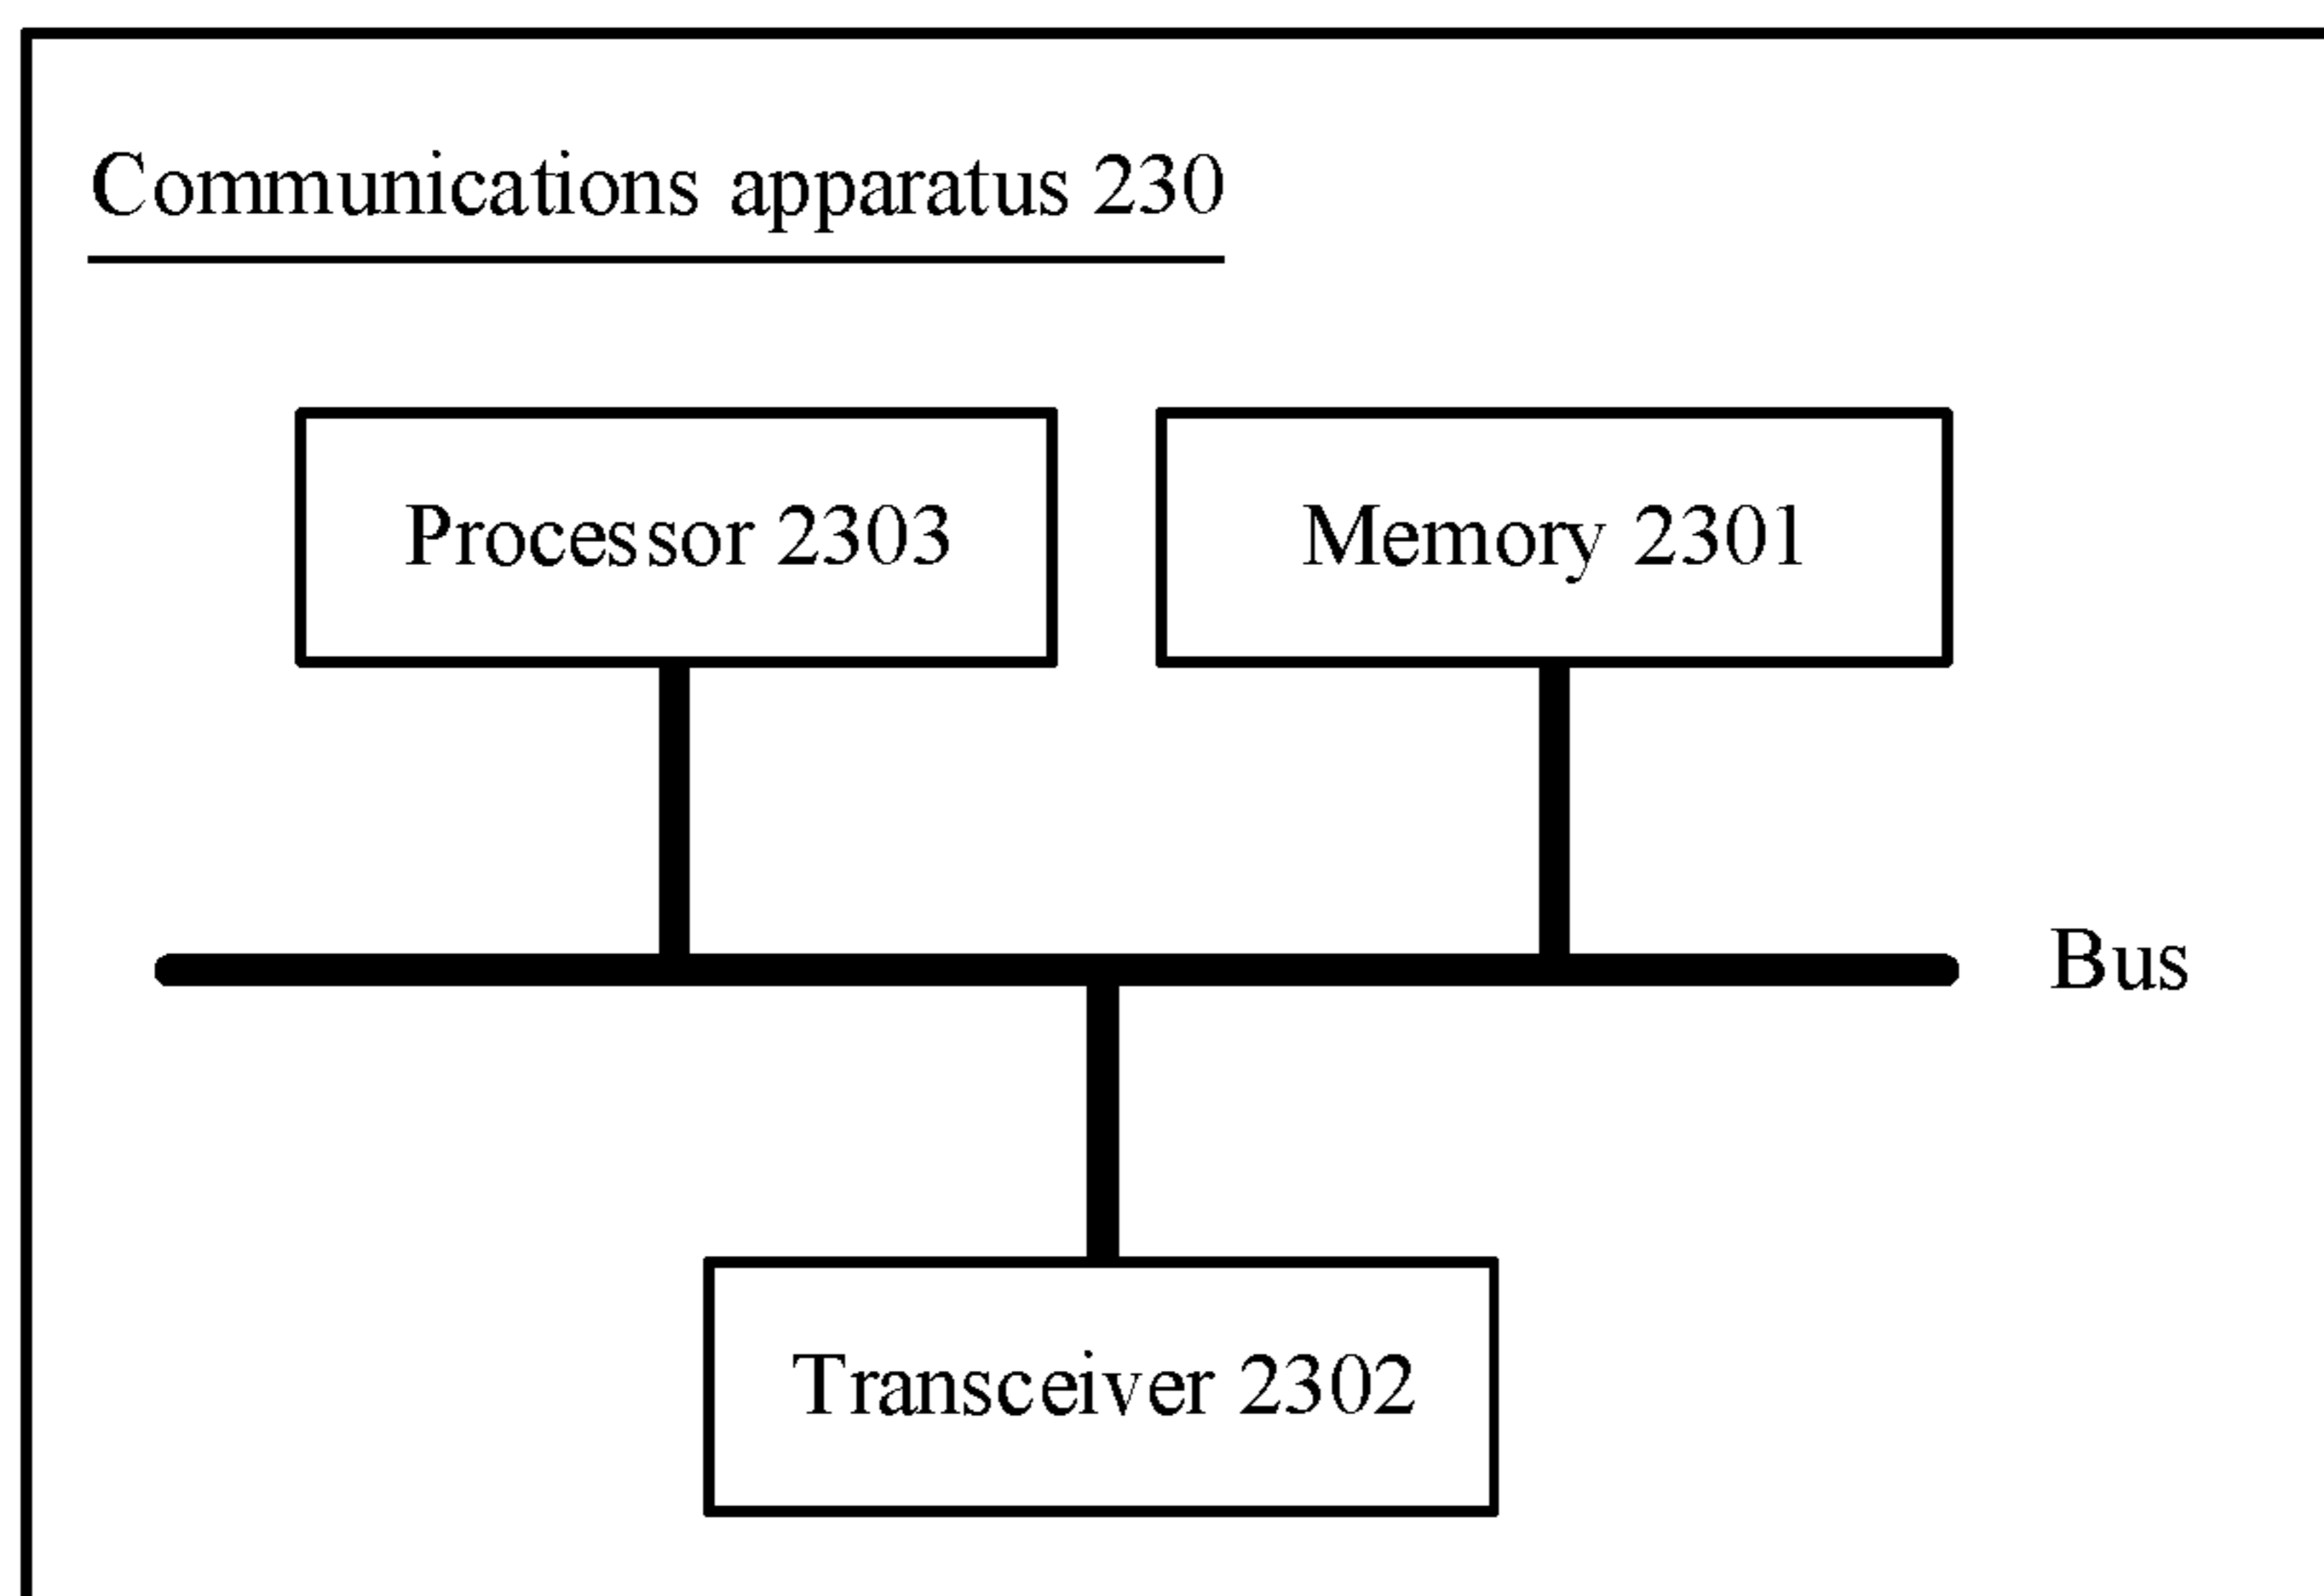 Communications apparatus 230
Processor 2303
Memory 2301
Bus
Transceiver 2302